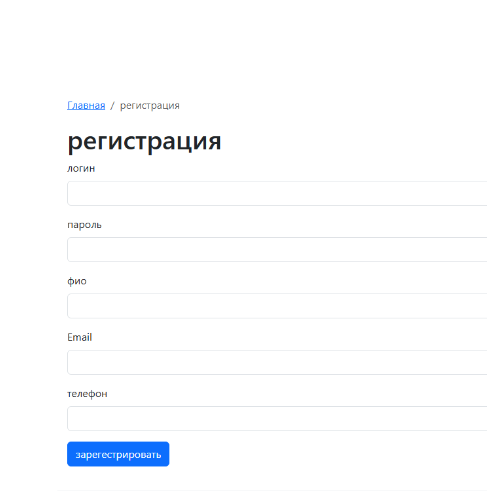 Главная / регистрация
регистрация
логин
пароль
фио
Email
телефон
зарегестрировать